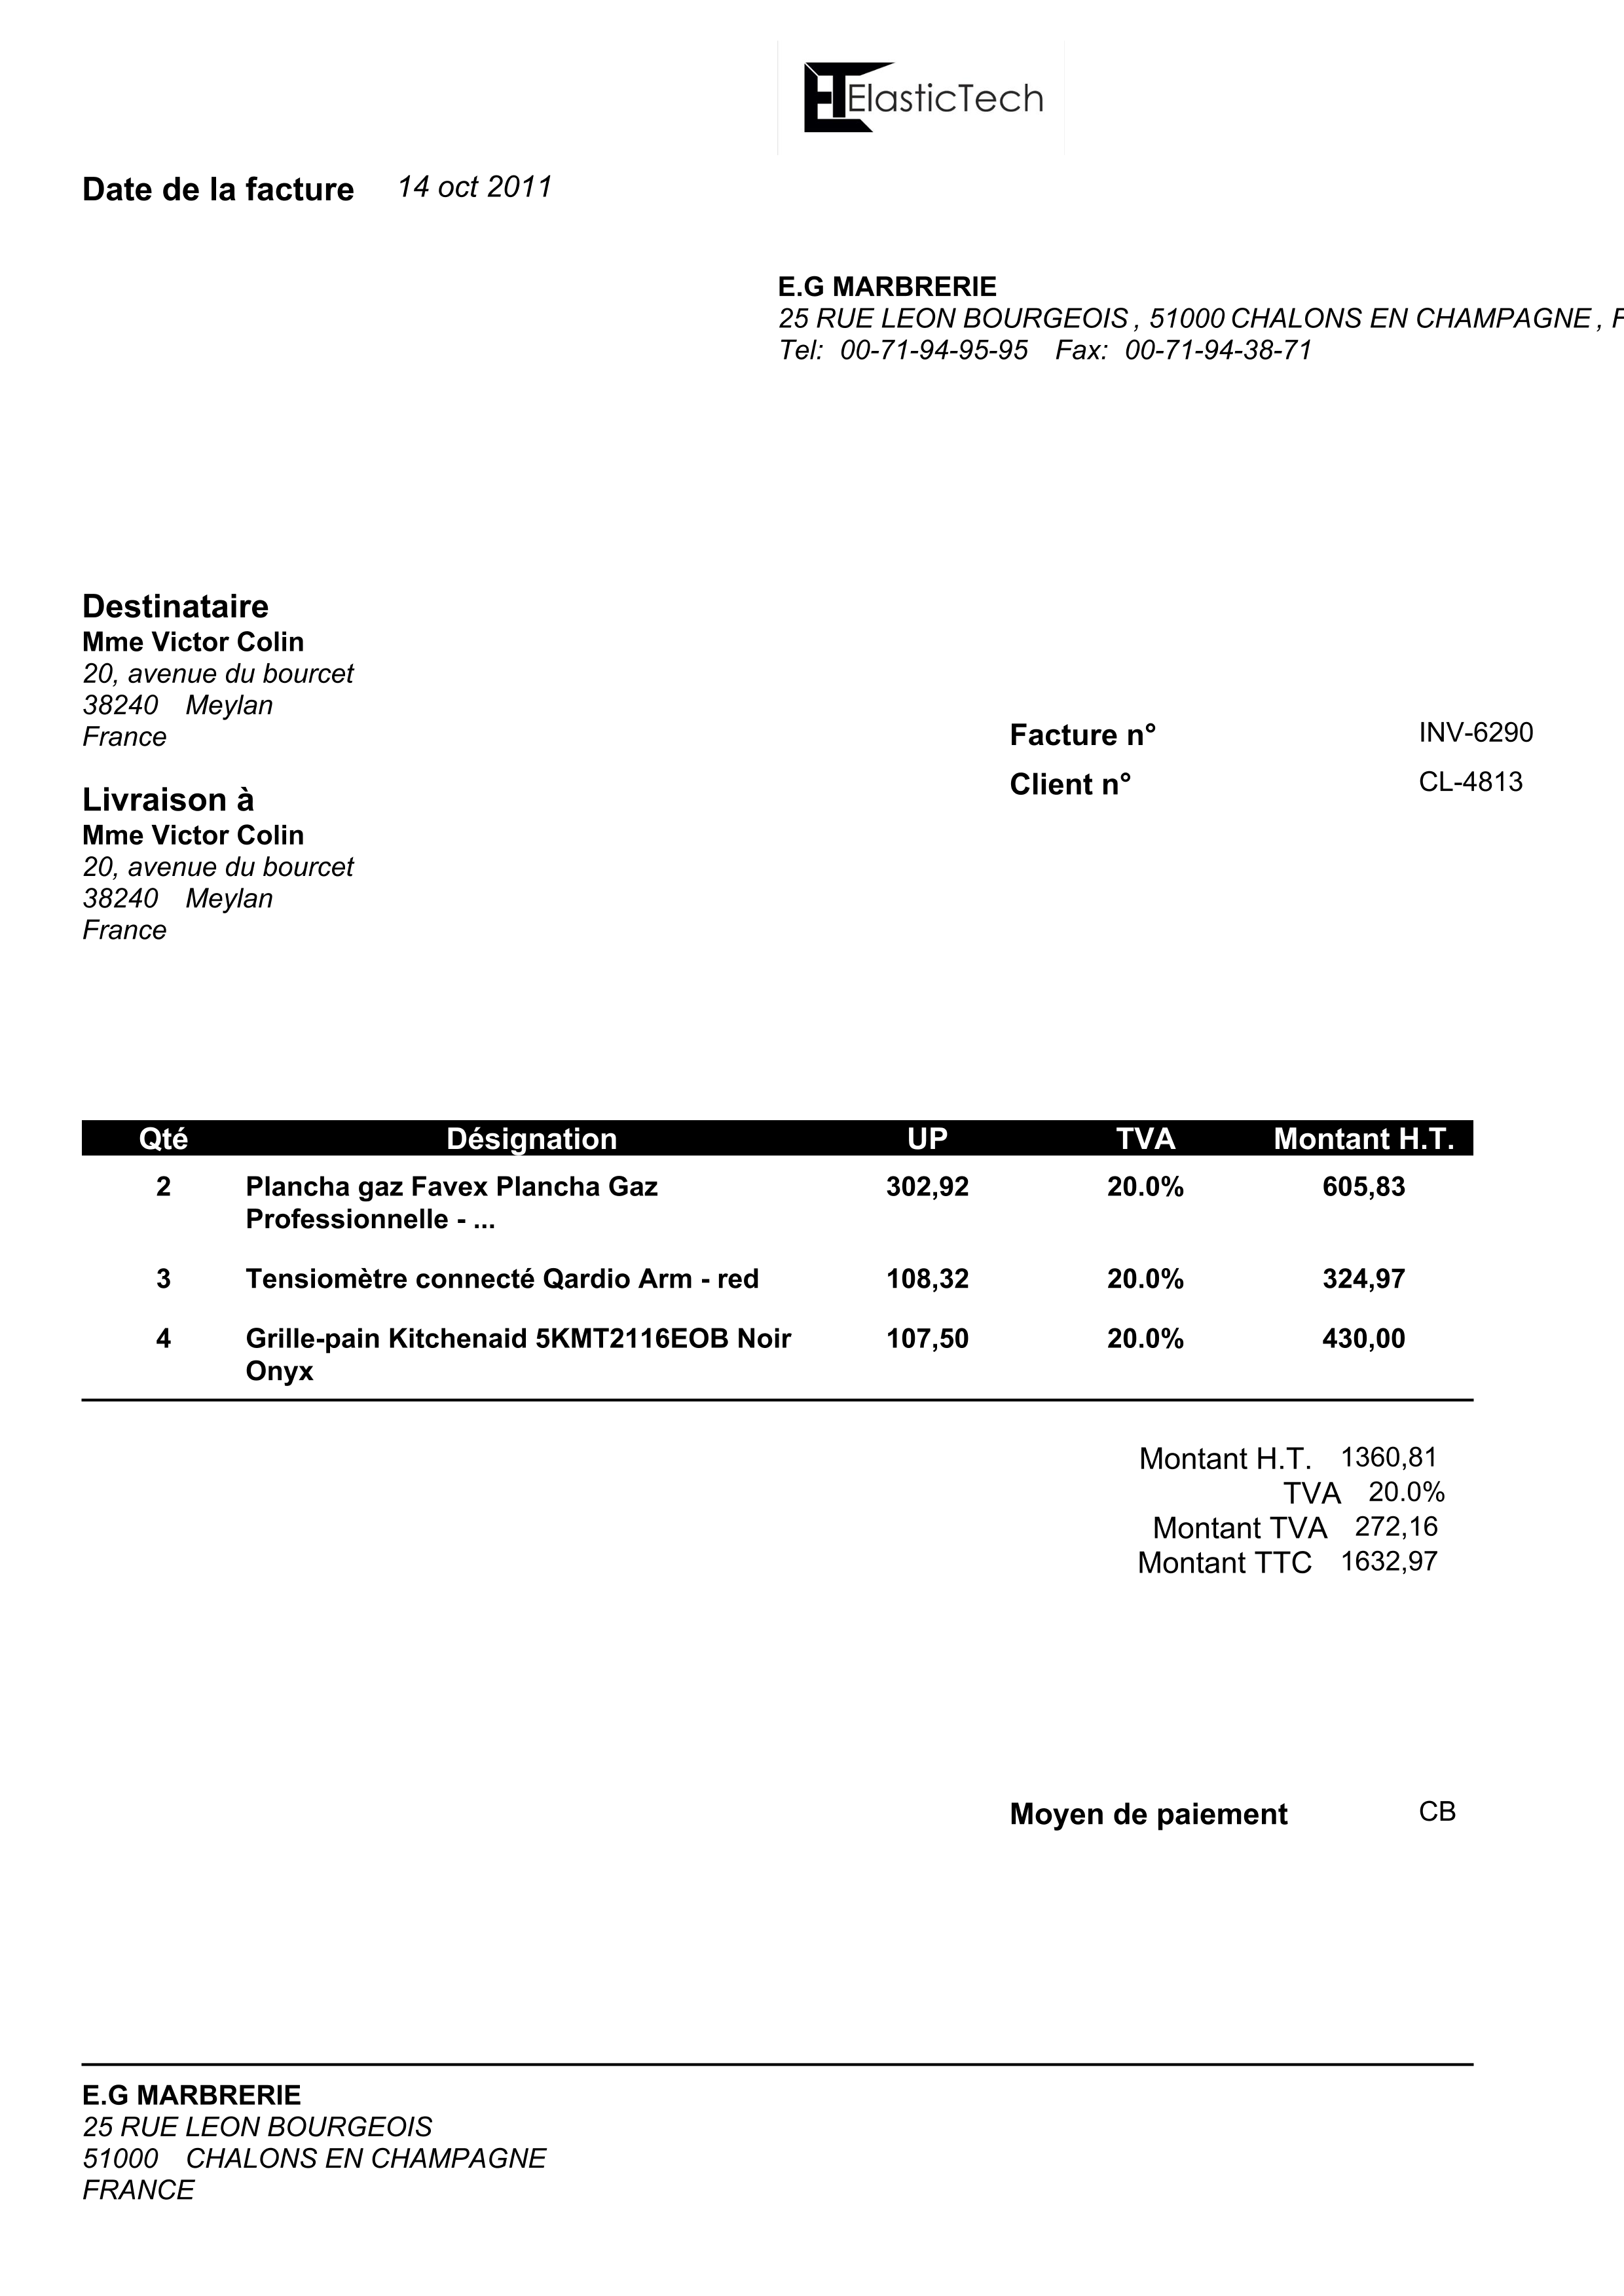 ElasticTech
Date de la facture 14 oct 2011
E.G MARBRERIE
25 RUE LEON BOURGEOIS , 51000 CHALONS EN CHAMPAGNE ,
Tel: 00-71-94-95-95 Fax: 00-71-94-38-71
Destinataire
Mme Victor Colin
20, avenue du bourcet
38240 Meylan
France
Facture n° INV-6290
Client n° CL-4813
Livraison à
Mme Victor Colin
20, avenue du bourcet
38240 Meylan
France
Qté Désignation UP TVA Montant H.T.
2 Plancha gaz Favex Plancha Gaz 302,92 20.0% 605,83
Professionnelle - ...
3 Tensiomètre connecté Qardio Arm - red 108,32 20.0% 324,97
4 Grille-pain Kitchenaid 5KMT2116EOB Noir 107,50 20.0% 430,00
Onyx
Montant H.T. 1360,81
TVA 20.0%
Montant TVA 272,16
Montant TTC 1632,97
Moyen de paiement CB
E.G MARBRERIE
25 RUE LEON BOURGEOIS
51000 CHALONS EN CHAMPAGNE
FRANCE